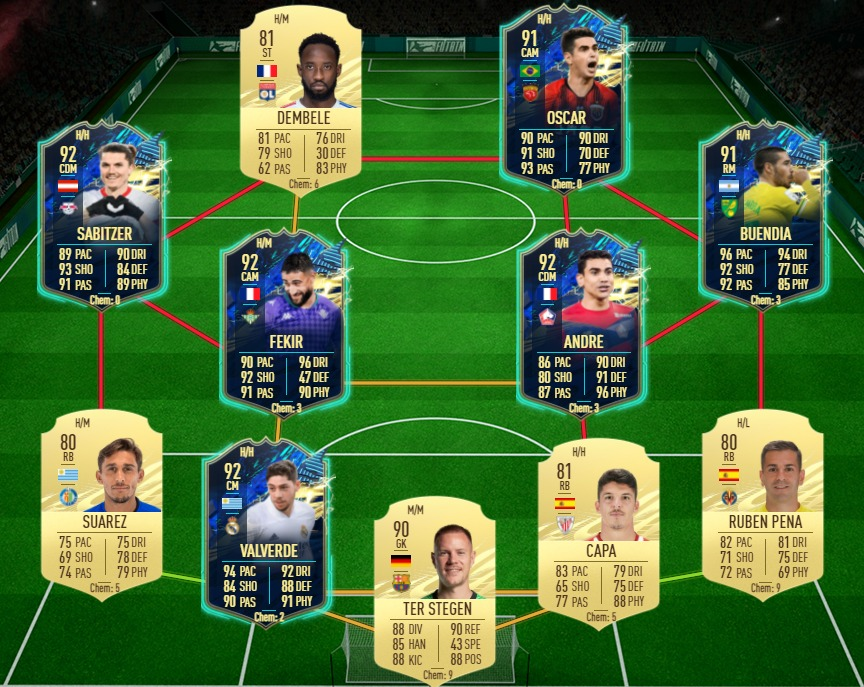 H/M
81
ST
DEMBELE
81 PAC 76 DRI
79 SHO 30 DEF
62 PAS 83 PHY
Chem: 6
H/H
91
CAM
OSCAR
90 PAC 90 DRI
91 SHO 70 DEF
93 PAS 77 PHY
Chem: 0
H/H
92
CDM
SABITZER
89 PAC 90 DRI
93 SHO 84 DEF
91 PAS 89 PHY
Chem: 0
H/H
91
RM
BUENDIA
96 PAC 94 DRI
92 SHO 77 DEF
92 PAS 85 PHY
Chem: 3
H/M
92
CAM
FEKIR
90 PAC 96 DRI
92 SHO 47 DEF
91 PAS 90 PHY
Chem: 3
H/H
92
CDM
ANDRE
86 PAC 90 DRI
80 SHO 91 DEF
87 PAS 96 PHY
Chem: 3
H/M
80
RB
SUAREZ
75 PAC 75 DRI
69 SHO 78 DEF
74 PAS 79 PHY
Chem: 5
H/H
92
CM
VALVERDE
94 PAC 92 DRI
84 SHO 88 DEF
90 PAS 91 PHY
Chem: 2
M/M
90
GK
TER STEGEN
88 DIV 90 REF
85 HAN 43 SPE
88 KIC 88 POS
Chem: 9
H/H
81
RB
CAPA
83 PAC 79 DRI
65 SHO 75 DEF
77 PAS 88 PHY
Chem: 5
H/L
80
RB
RUBEN PENA
82 PAC 81 DRI
71 SHO 75 DEF
72 PAS 69 PHY
Chem: 9